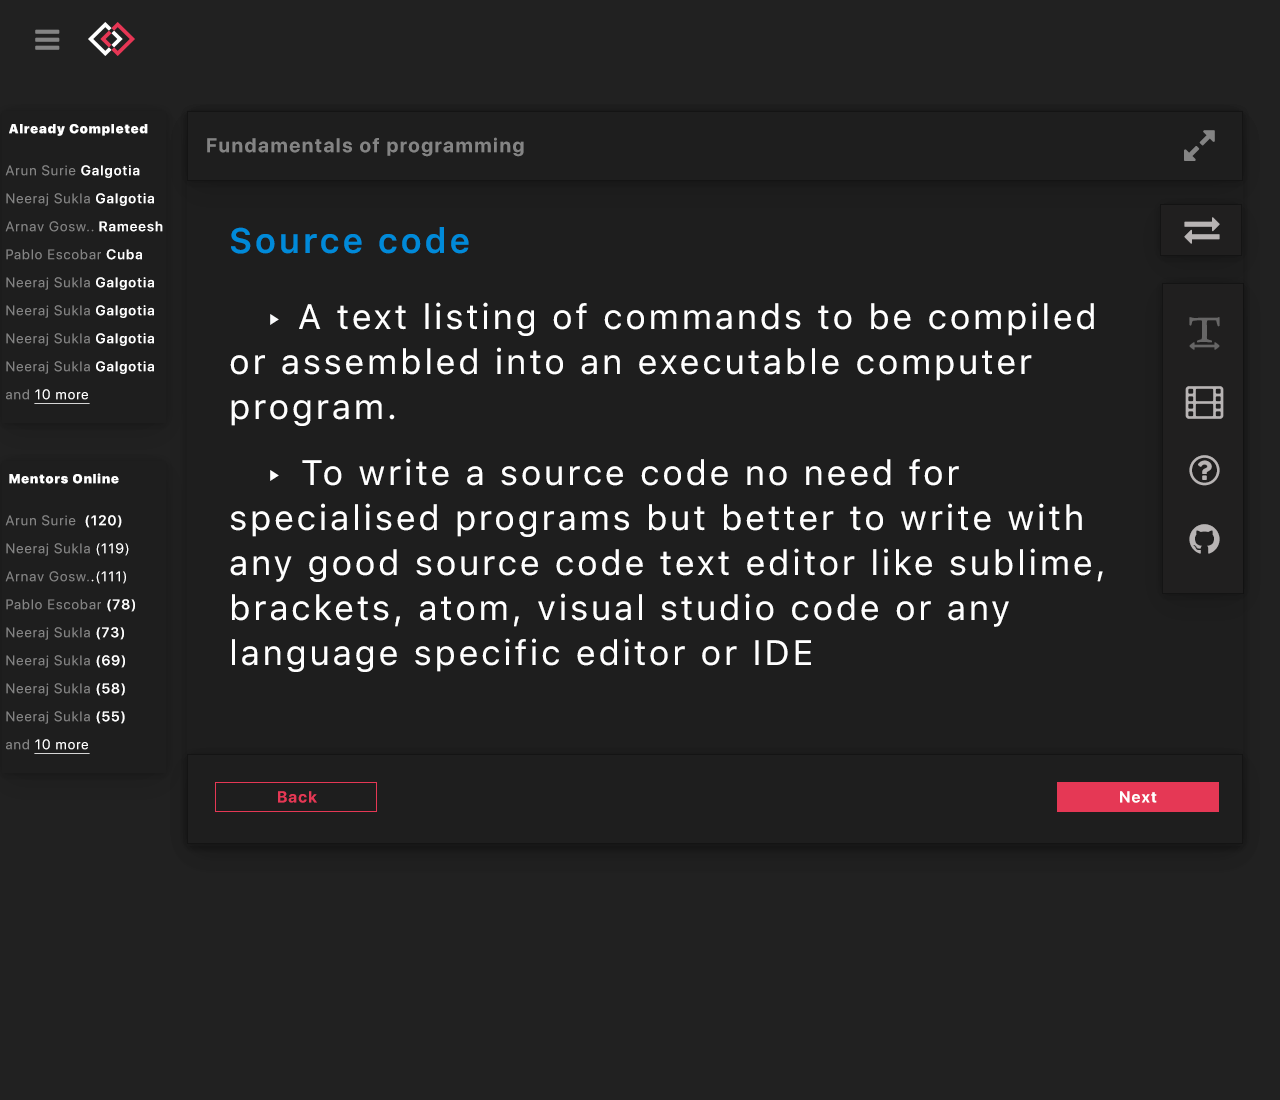 Already Completed
Arun Surie Galgotia
Neeraj Sukla Galgotia
Arnav Gosw.. Rameesh
Pablo Escobar Cuba
Neeraj Sukla Galgotia
Neeraj Sukla Galgotia
Neeraj Sukla Galgotia
Neeraj Sukla Galgotia
and 10 more
Mentors Online
Arun Surie (120)
Neeraj Sukla (119)
Arnav Gosw..(111)
Pablo Escobar (78)
Neeraj Sukla (73)
Neeraj Sukla (69)
Neeraj Sukla (58)
Neeraj Sukla (55)
and 10 more
Fundamentals of programming
Source code
‣ A text listing of commands to be compiled
or assembled into an executable computer
program.
‣ To write a source code no need for
specialised programs but better to write with
any good source code text editor like sublime,
brackets, atom, visual studio code or any
language specific editor or IDE
Back
Next